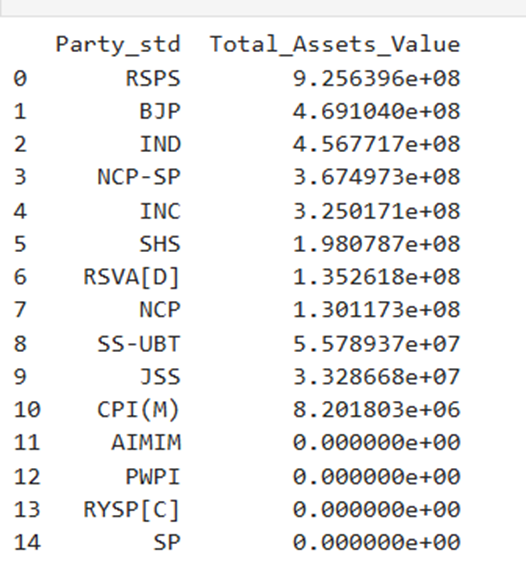 Party_std Total_Assets_Value
0 RSPS 9.256396e+08
1 BJP 4.691040e+08
2 IND 4.567717e+08
3 NCP-SP 3.674973e+08
4 INC 3.250171e+08
5 SHS 1.980787e+08
6 RSVA[D] 1.352618e+08
7 NCP 1.301173e+08
8 SS-UBT 5.578937e+07
9 JSS 3.328668e+07
10 CPI(M) 8.201803e+06
11 AIMIM 0.000000e+00
12 PWPI 0.000000e+00
13 RYSP[C] 0.000000e+00
14 SP 0.000000e+00